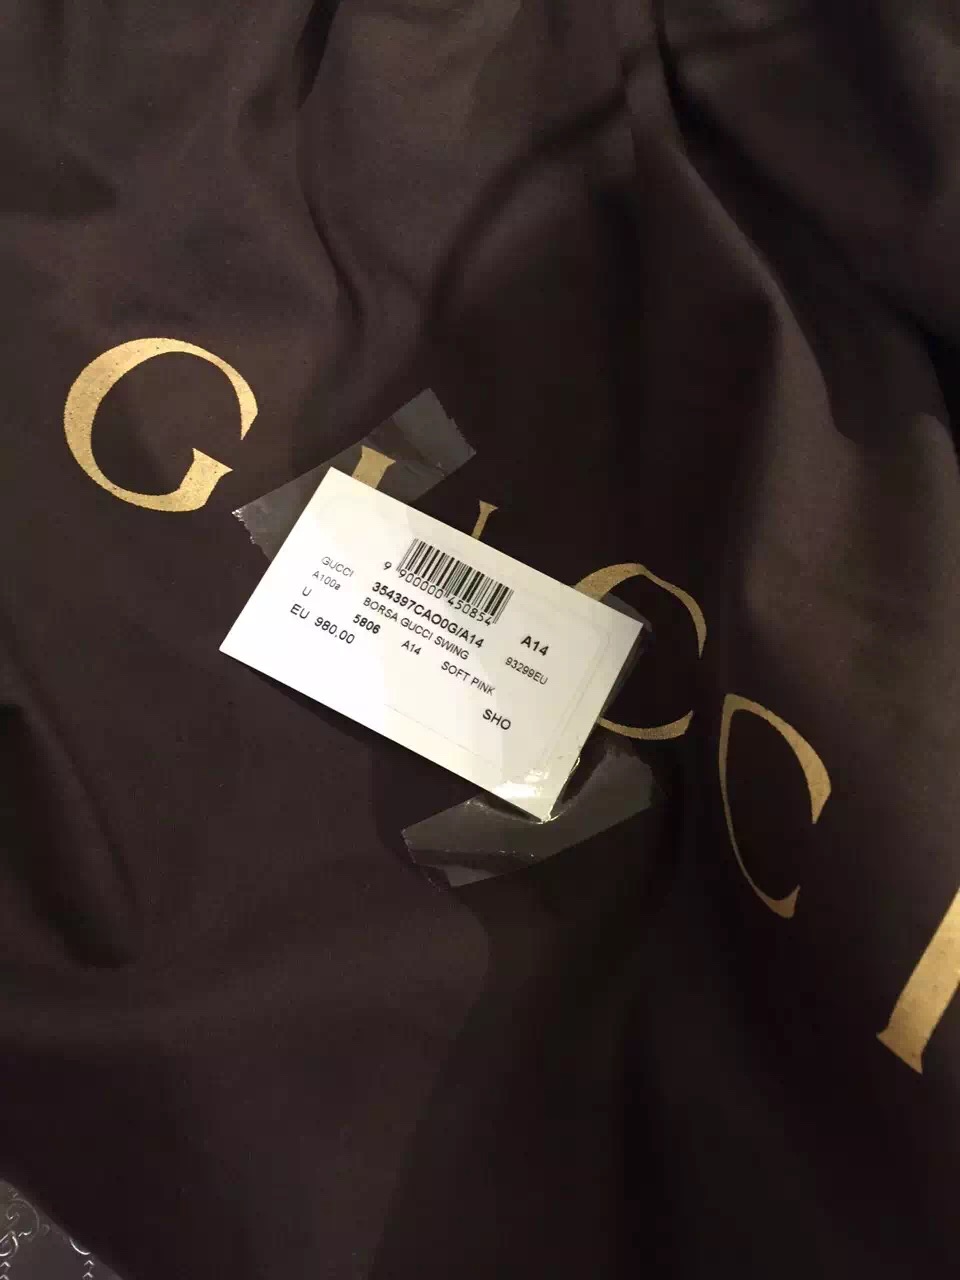 GUCCI
9 900000 450854
GUCCI 354397CAO0G/A14 A14
A100a BORSA GUCCI SWING 93299EU
U 5806 A14 SOFT PINK
EU 980.00 SHO